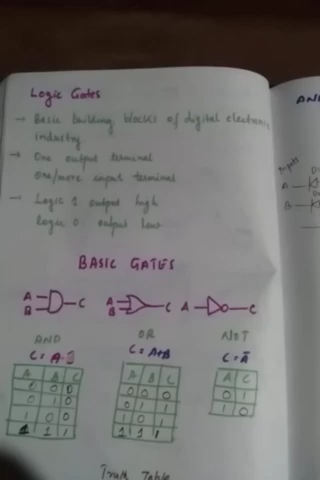 Logic Gates
→ Basic building blocks of digital electronic
industry
→ One output terminal
one/more input terminal
→ Logic 1 output high
logic 0 output low
BASIC GATES
A B C A B C A C
AND OR NOT
C = A.B C = A+B C = Ā
A B C A B C A C
0 0 0 0 0 0 0 1
0 1 0 0 1 1 1 0
1 0 0 1 0 1
1 1 1 1 1 1
Truth Table
Inputs
A
B